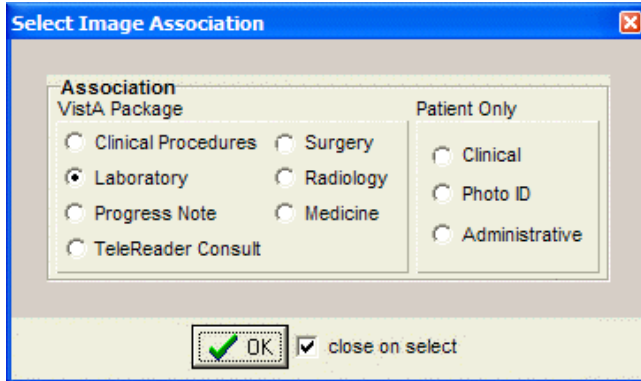 Select Image Association
Association
VistA Package
Patient Only
Clinical Procedures
Surgery
Laboratory
Radiology
Progress Note
Medicine
TeleReader Consult
Clinical
Photo ID
Administrative
OK
close on select